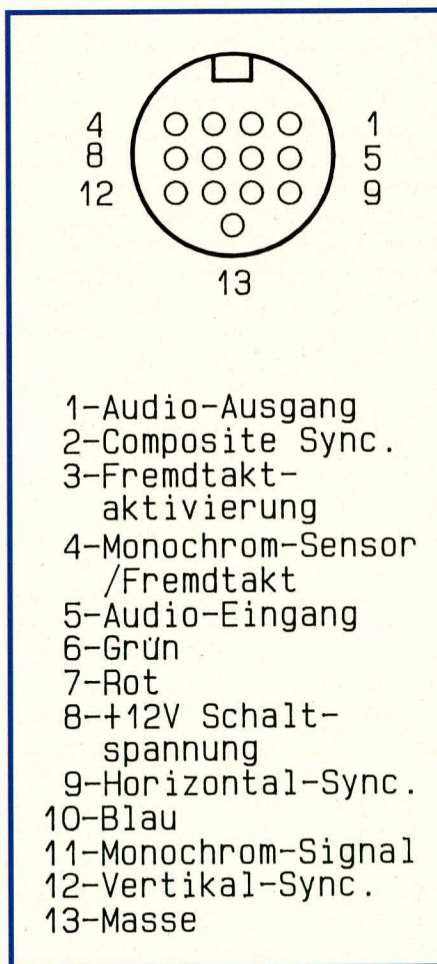 4 1
8 5
12 9
13
1-Audio-Ausgang
2-Composite Sync.
3-Fremdtakt-
aktivierung
4-Monochrom-Sensor
/Fremdtakt
5-Audio-Eingang
6-Grün
7-Rot
8-+12V Schalt-
spannung
9-Horizontal-Sync.
10-Blau
11-Monochrom-Signal
12-Vertikal-Sync.
13-Masse